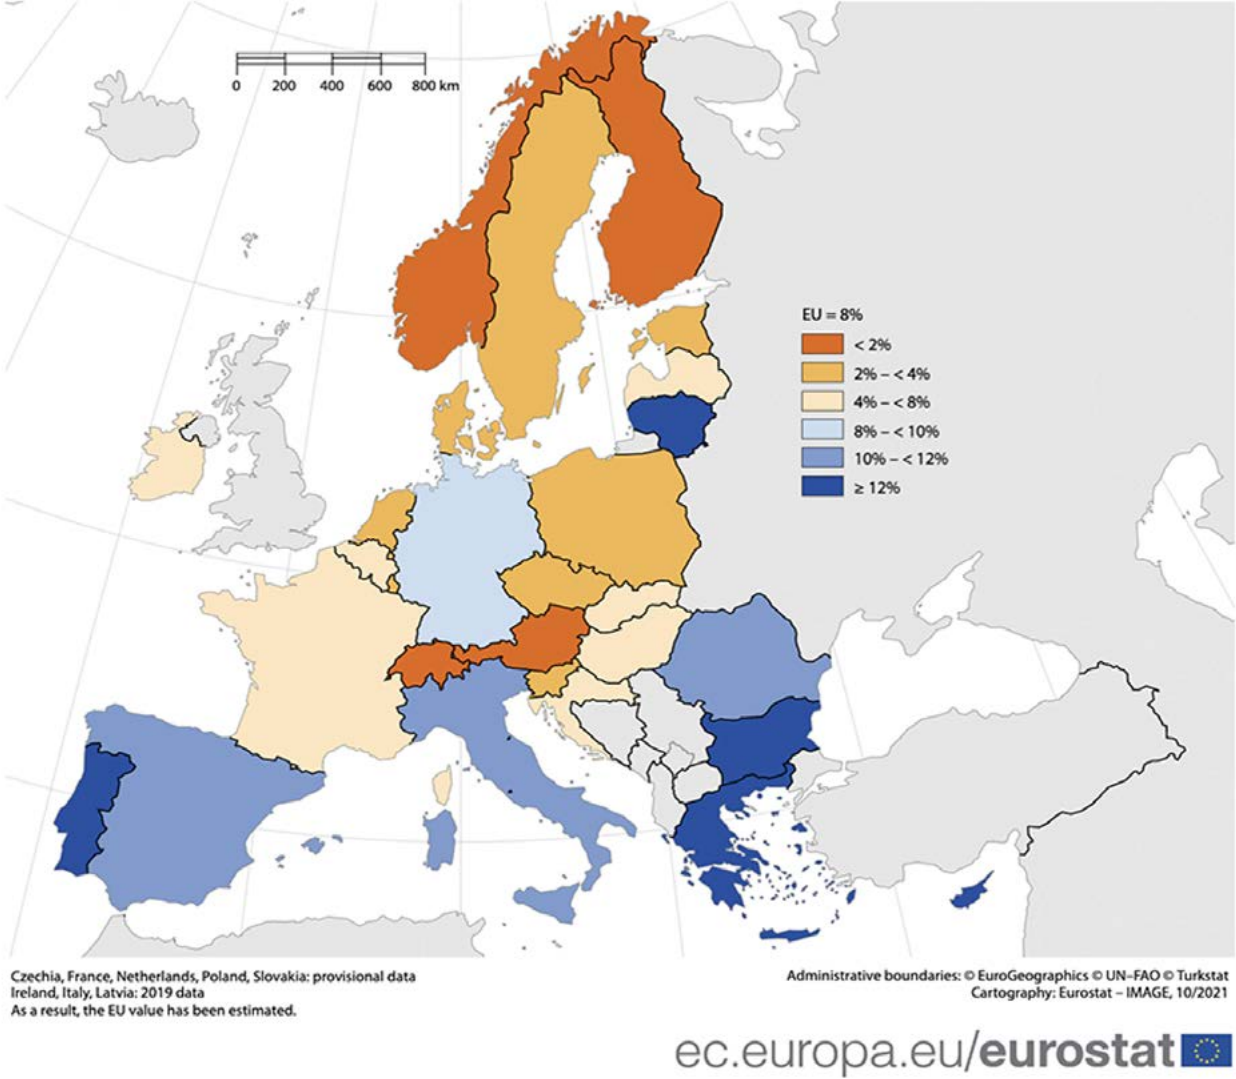 0 200 400 600 800 km
EU = 8%
< 2%
2% – < 4%
4% – < 8%
8% – < 10%
10% – < 12%
≥ 12%
Czechia, France, Netherlands, Poland, Slovakia: provisional data
Ireland, Italy, Latvia: 2019 data
As a result, the EU value has been estimated.
Administrative boundaries: © EuroGeographics © UN–FAO © Turkstat
Cartography: Eurostat – IMAGE, 10/2021
ec.europa.eu/eurostat